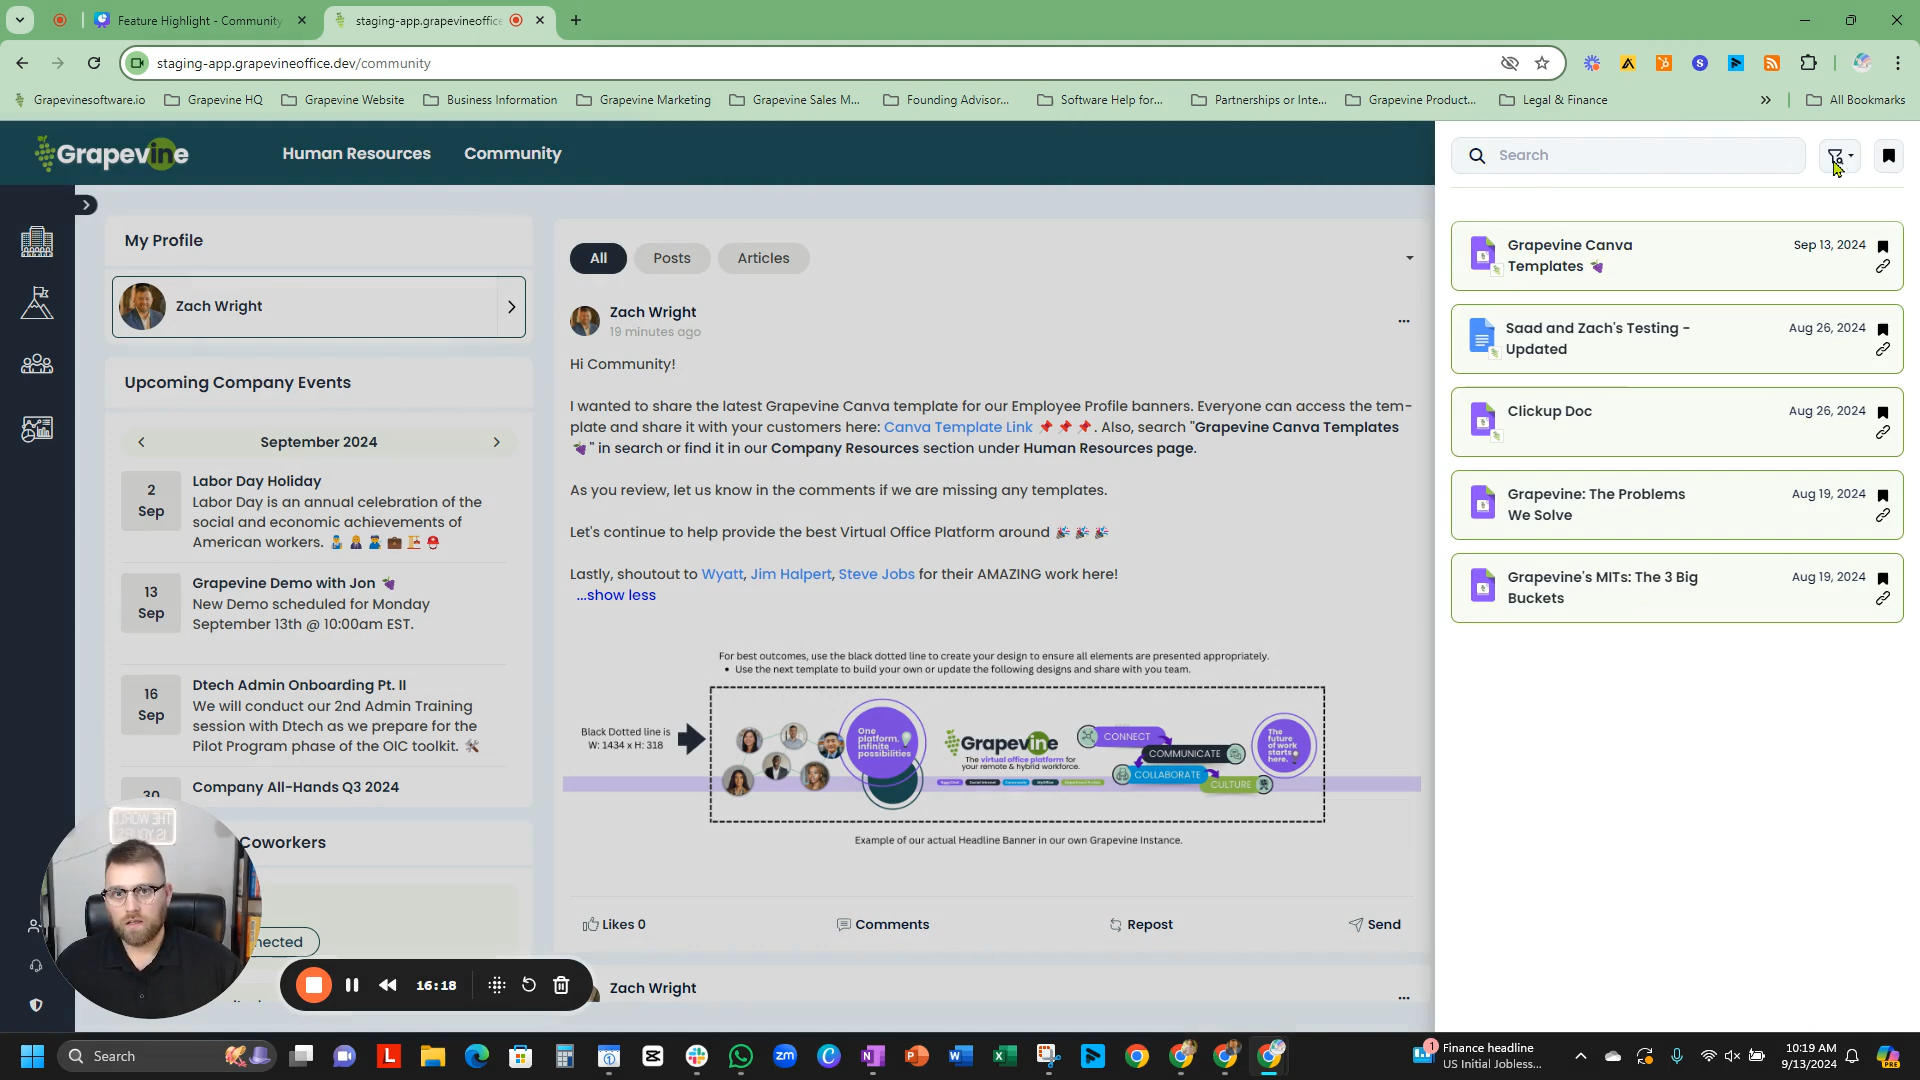 Feature Highlight - Community
staging-app.grapevineoffice
staging-app.grapevineoffice.dev/community
Grapevinesoftware.io
Grapevine HQ
Grapevine Website
Business Information
Grapevine Marketing
Grapevine Sales M...
Founding Advisor...
Software Help for...
Partnerships or Inte...
Grapevine Product...
Legal & Finance
All Bookmarks
Grapevine
Human Resources
Community
Search
My Profile
Zach Wright
Upcoming Company Events
September 2024
2
Sep
Labor Day Holiday
Labor Day is an annual celebration of the
social and economic achievements of
American workers. 
13
Sep
Grapevine Demo with Jon 🍇
New Demo scheduled for Monday
September 13th @ 10:00am EST.
16
Sep
Dtech Admin Onboarding Pt. II
We will conduct our 2nd Admin Training
session with Dtech as we prepare for the
Pilot Program phase of the OIC toolkit. 🛠️
30
Company All-Hands Q3 2024
Coworkers
nected
16:18
All
Posts
Articles
Zach Wright
19 minutes ago
Hi Community!
I wanted to share the latest Grapevine Canva template for our Employee Profile banners. Everyone can access the tem-
plate and share it with your customers here: Canva Template Link 📌 📌 📌. Also, search "Grapevine Canva Templates
🍇" in search or find it in our Company Resources section under Human Resources page.
As you review, let us know in the comments if we are missing any templates.
Let's continue to help provide the best Virtual Office Platform around 🎉 🎉 🎉
Lastly, shoutout to Wyatt, Jim Halpert, Steve Jobs for their AMAZING work here!
...show less
For best outcomes, use the black dotted line to create your design to ensure all elements are presented appropriately.
• Use the next template to build your own or update the following designs and share with you team.
Black Dotted line is
W: 1434 x H: 318
One
platform,
infinite
possibilities
Grapevine
The virtual office platform for
your remote & hybrid workforce.
CONNECT
COMMUNICATE
COLLABORATE
CULTURE
The
future
of work
starts
here.
Example of our actual Headline Banner in our own Grapevine Instance.
Likes 0
Comments
Repost
Send
Zach Wright
Grapevine Canva
Templates 🍇
Sep 13, 2024
Saad and Zach's Testing -
Updated
Aug 26, 2024
Clickup Doc
Aug 26, 2024
Grapevine: The Problems
We Solve
Aug 19, 2024
Grapevine's MITs: The 3 Big
Buckets
Aug 19, 2024
Search
1
Finance headline
US Initial Jobless...
10:19 AM
9/13/2024